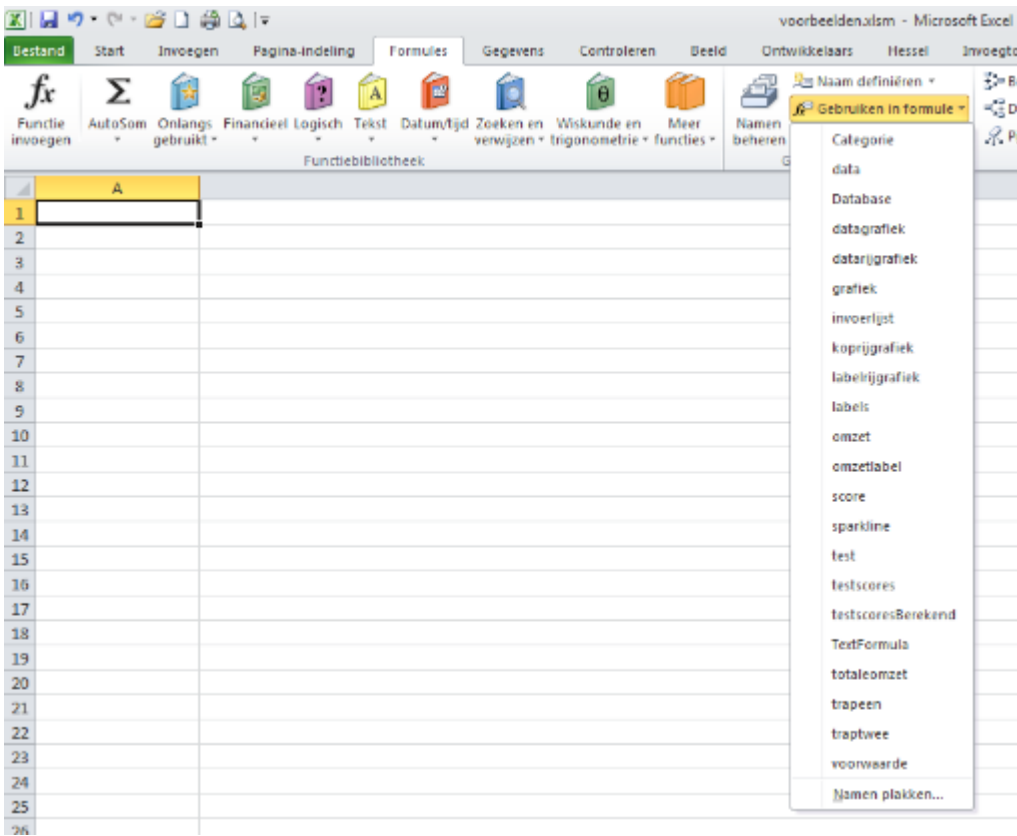 voorbeelden.xlsm - Microsoft Excel
Bestand Start Invoegen Pagina-indeling Formules Gegevens Controleren Beeld Ontwikkelaars Hessel Invoegto
fx Σ ? A θ
Functie invoegen
AutoSom
Onlangs gebruikt
Financieel
Logisch
Tekst
Datum/tijd
Zoeken en verwijzen
Wiskunde en trigonometrie
Meer functies
Functiebibliotheek
Namen beheren
Naam definiëren
Gebruiken in formule
G
B
D
P
A
1
2
3
4
5
6
7
8
9
10
11
12
13
14
15
16
17
18
19
20
21
22
23
24
25
26
Categorie
data
Database
datagrafiek
datarijgrafiek
grafiek
invoerlijst
koprijgrafiek
labelrijgrafiek
labels
omzet
omzetlabel
score
sparkline
test
testscores
testscoresBerekend
TextFormula
totaleomzet
trapeen
traptwee
voorwaarde
Namen plakken...